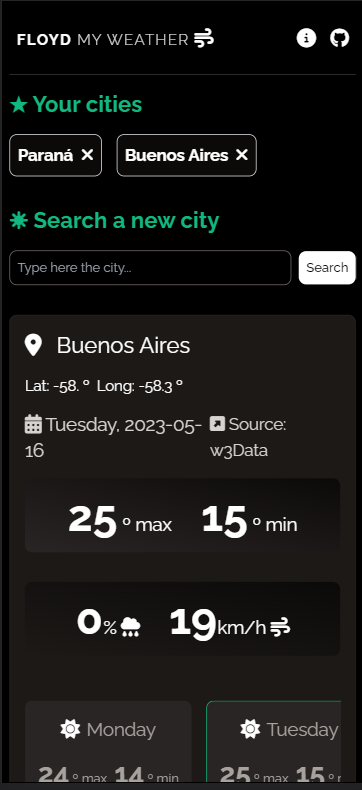 FLOYD MY WEATHER
Your cities
Paraná ✕ Buenos Aires ✕
Search a new city
Type here the city... Search
Buenos Aires
Lat: -58. º Long: -58.3 º
Tuesday, 2023-05-
16
Source:
w3Data
25 º max 15 º min
0% 19km/h
Monday Tuesday
24 º max 14 º min 25 º max 15 º